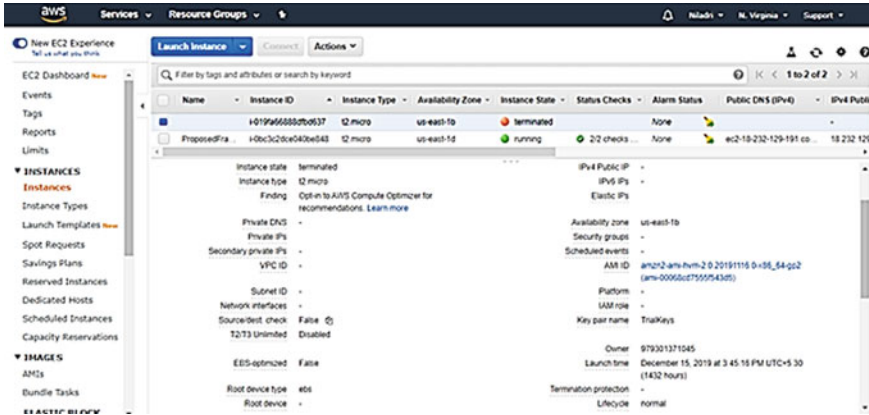 aws Services Resource Groups Niladri N. Virginia Support
New EC2 Experience
Tell us what you think
Launch Instance Connect Actions
EC2 Dashboard New
Filter by tags and attributes or search by keyword 1 to 2 of 2
Events
Tags
Reports
Limits
Name Instance ID Instance Type Availability Zone Instance State Status Checks Alarm Status Public DNS (IPv4) IPv4 Publi
t2.micro us-east-1b terminated None -
ProposedFra... t2.micro us-east-1d running 2/2 checks ... None ec2-18-232-129-191.co... 18.232.129
INSTANCES
Instances
Instance Types
Launch Templates New
Spot Requests
Savings Plans
Reserved Instances
Dedicated Hosts
Scheduled Instances
Capacity Reservations
IMAGES
AMIs
Bundle Tasks
ELASTIC BLOCK
Instance state terminated IPv4 Public IP -
Instance type t2.micro IPv6 IPs -
Finding Opt-in to AWS Compute Optimizer for Elastic IPs
recommendations. Learn more
Private DNS - Availability zone us-east-1b
Private IPs - Security groups -
Secondary private IPs - Scheduled events -
VPC ID - AMI ID amzn2-ami-hvm-2.0.20191116.0-x86_64-gp2
(ami-00068cd7555f543d5)
Subnet ID - Platform -
Network interfaces - IAM role -
Source/dest. check False Key pair name TrialKeys
T2/T3 Unlimited Disabled
Owner 979301371045
EBS-optimized False Launch time December 15, 2019 at 3:45:16 PM UTC+5:30
(1432 hours)
Root device type ebs Termination protection -
Root device - Lifecycle normal